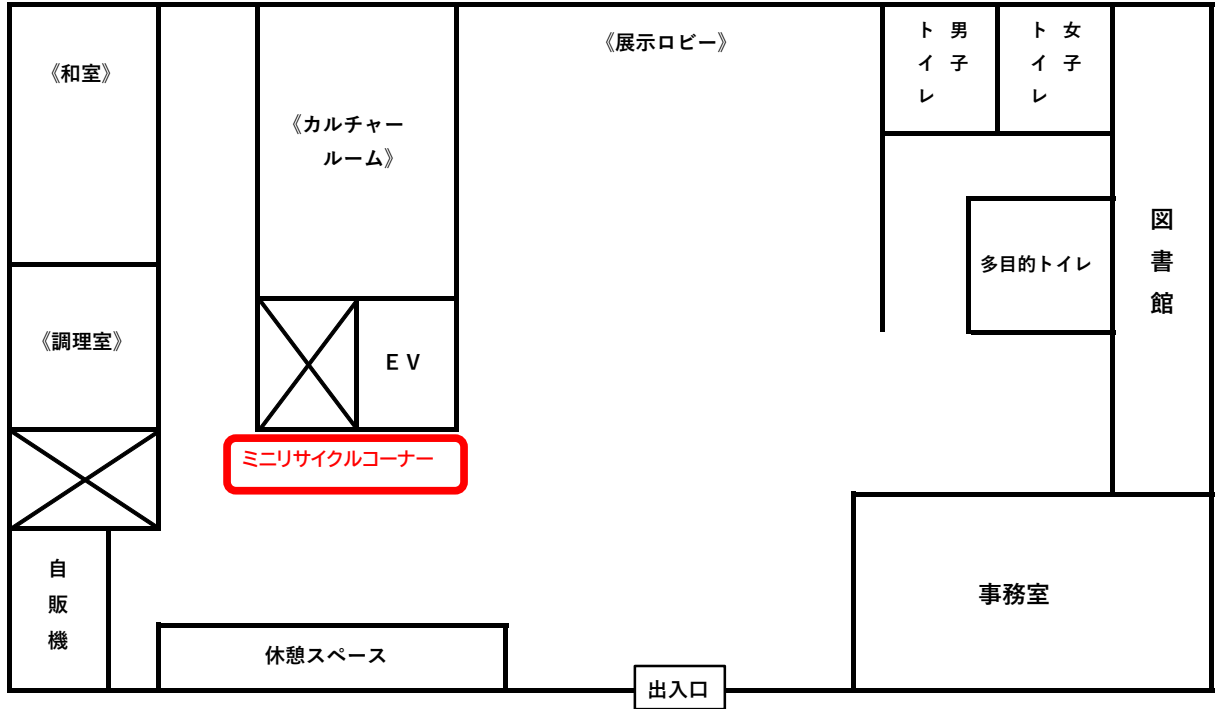 《和室》
《カルチャー
ルーム》
《展示ロビー》
男子
トイレ
女子
トイレ
図書館
多目的トイレ
《調理室》
ＥＶ
ミニリサイクルコーナー
自販機
休憩スペース
出入口
事務室